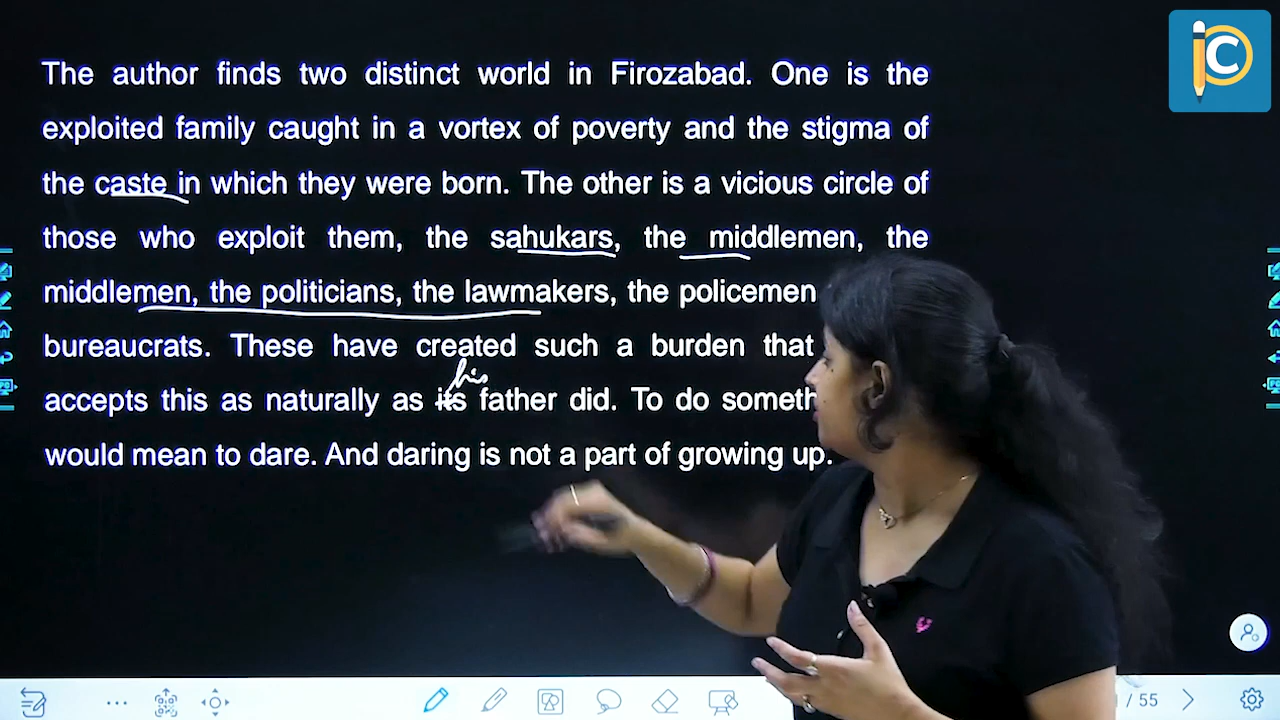 The author finds two distinct world in Firozabad. One is the
exploited family caught in a vortex of poverty and the stigma of
the caste in which they were born. The other is a vicious circle of
those who exploit them, the sahukars, the middlemen, the
middlemen, the politicians, the lawmakers, the policemen
bureaucrats. These have created such a burden that
his
accepts this as naturally as its father did. To do
would mean to dare. And daring is not a part of growing up.
C
/ 55